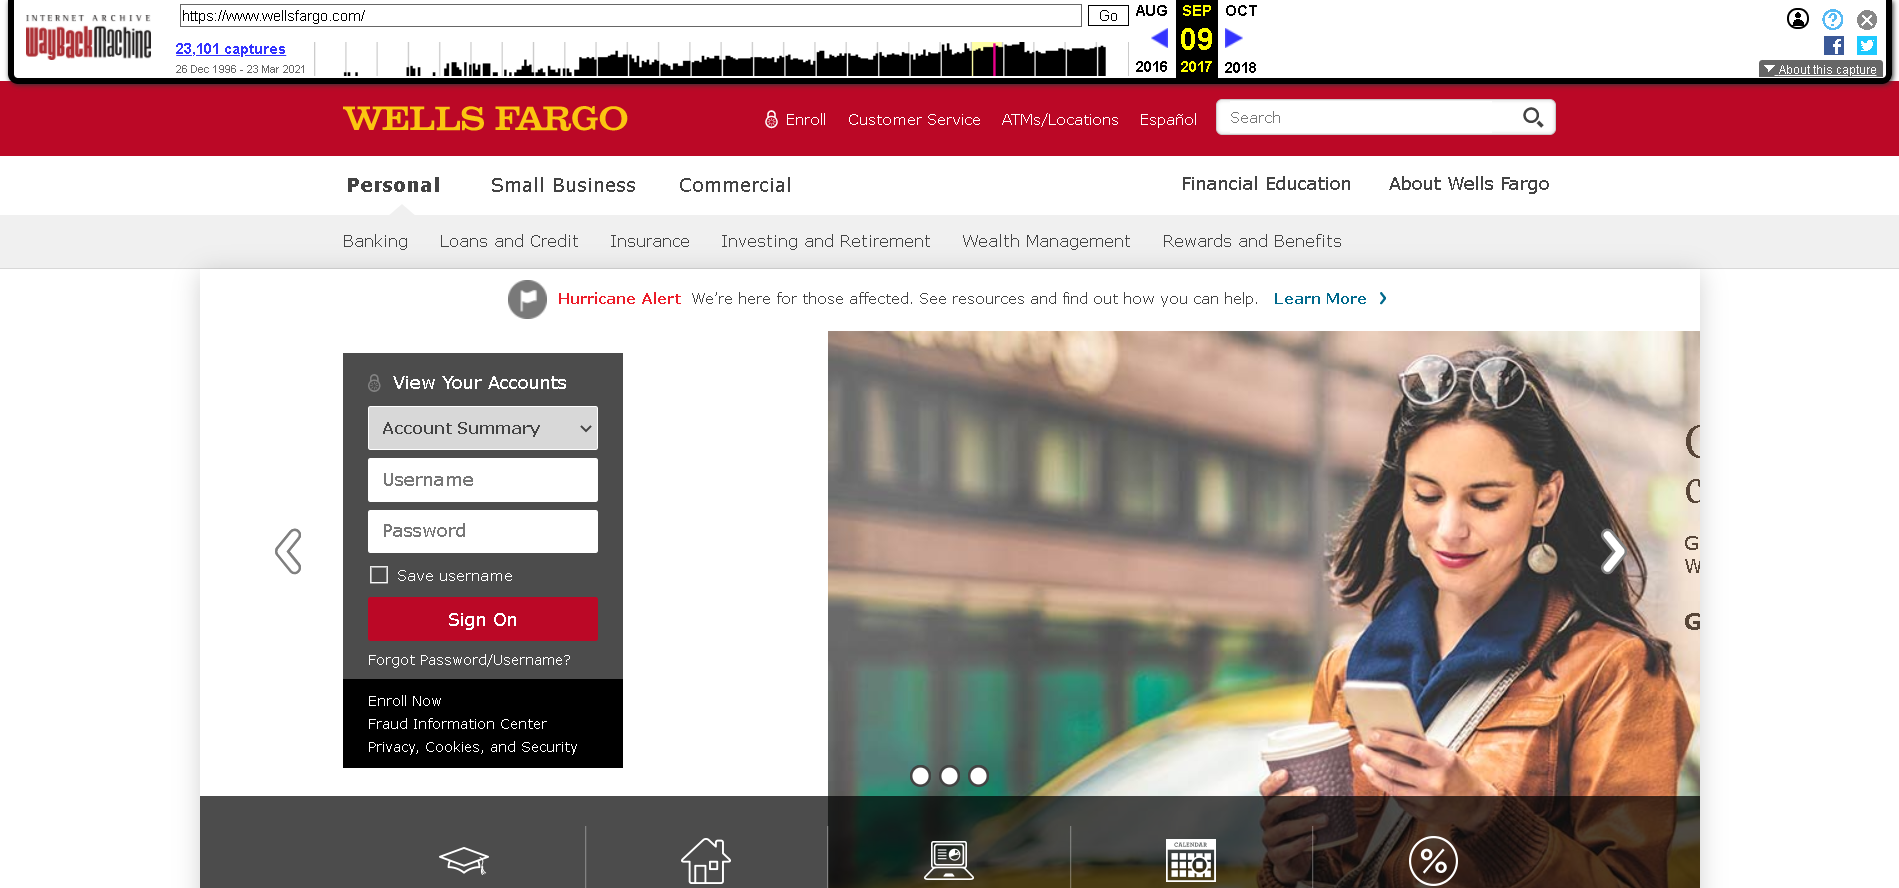 INTERNET ARCHIVE
WayBackMachine
https://www.wellsfargo.com/
Go
AUG SEP OCT
23,101 captures
09
26 Dec 1996 - 23 Mar 2021
2016 2017 2018
About this capture
WELLS FARGO
Enroll
Customer Service
ATMs/Locations
Español
Search
Personal
Small Business
Commercial
Financial Education
About Wells Fargo
Banking
Loans and Credit
Insurance
Investing and Retirement
Wealth Management
Rewards and Benefits
Hurricane Alert We're here for those affected. See resources and find out how you can help. Learn More
View Your Accounts
Account Summary
Username
Password
Save username
Sign On
Forgot Password/Username?
Enroll Now
Fraud Information Center
Privacy, Cookies, and Security
G
W
G
CALENDAR
%